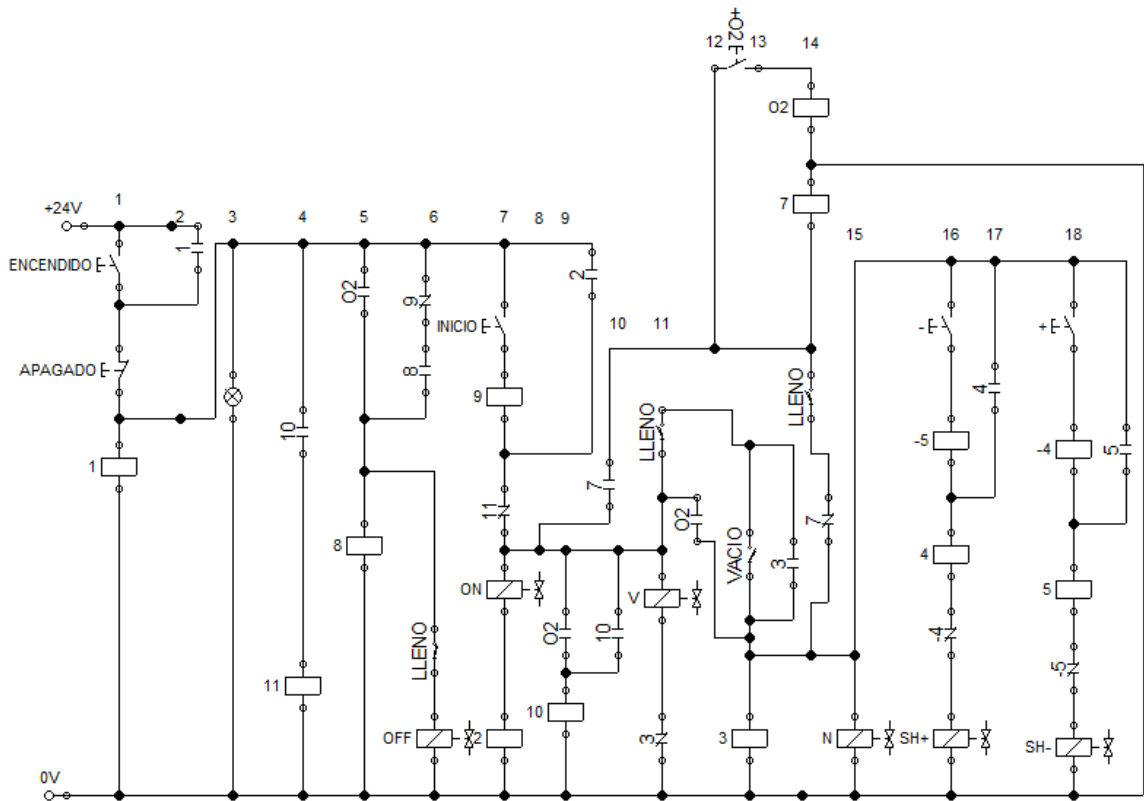 +O2
12 13 14
O2
1
+24V
2 3 4 5 6 7 8 9
7
15 16 17 18
1
ENCENDIDO
O2
9
2
INICIO
10 11
- +
APAGADO
8
LLENO
4
9
LLENO
10
-5
-4
5
1
7
11
O2
7
VACIO
8
3
4
ON
V
5
O2
10
-4
LLENO
-5
11
10
OFF
2
3
3
N
SH+
SH-
0V